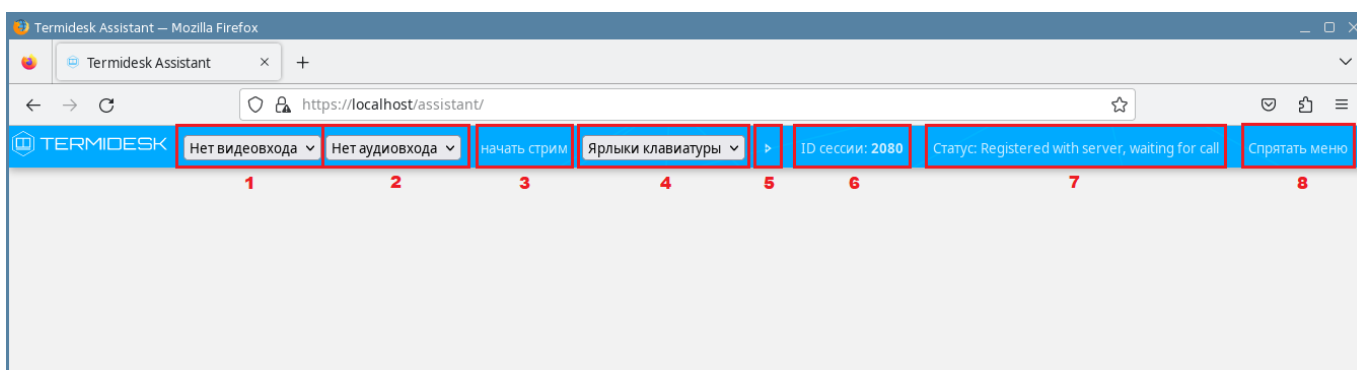 Termidesk Assistant — Mozilla Firefox
Termidesk Assistant
https://localhost/assistant/
TERMIDESK Нет видеовхода Нет аудиовхода начать стрим Ярлыки клавиатуры ID сессии: 2080 Статус: Registered with server, waiting for call Спрятать меню
1 2 3 4 5 6 7 8